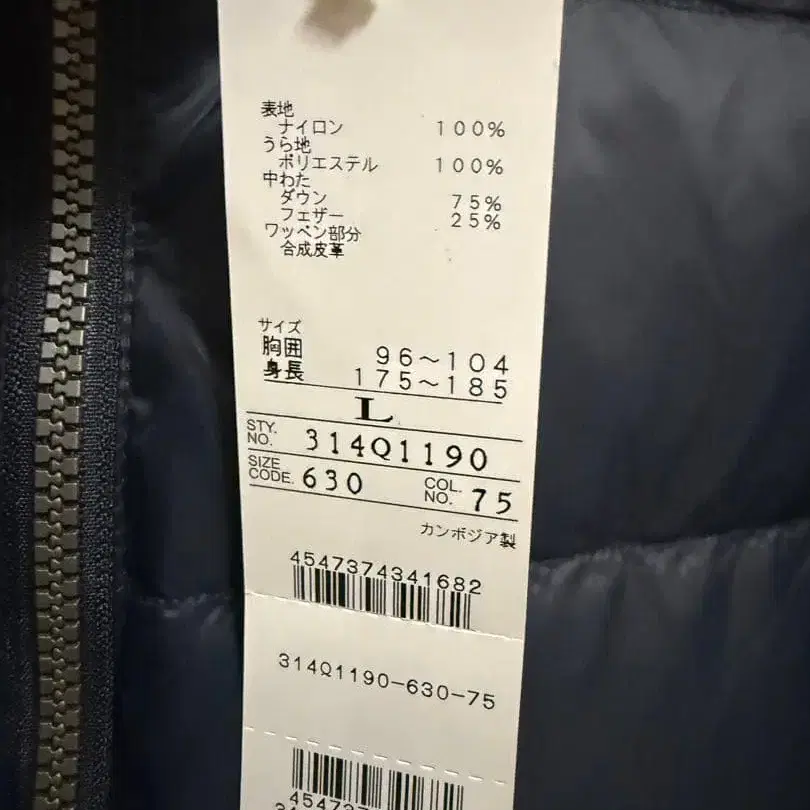 表地
ナイロン 100%
うら地
ポリエステル 100%
中わた
ダウン 75%
フェザー 25%
ワッペン部分
合成皮革
サイズ
胸囲 96～104
身長 175～185
L
STY. NO. 314Q1190
SIZE CODE. 630 COL. NO. 75
カンボジア製
4547374341682
314Q1190-630-75